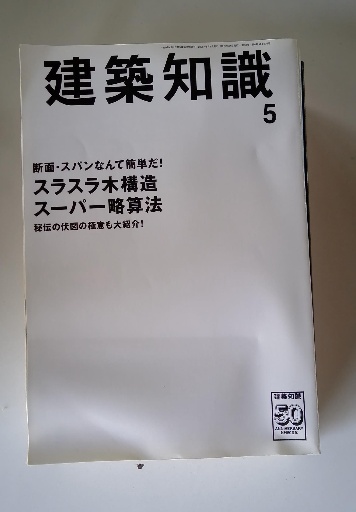 建築知識
5
断面・スパンなんて簡単だ!
スラスラ木構造
スーパー略算法
秘伝の伏図の極意も大紹介!
建築知識
50
ANNIVERSARY